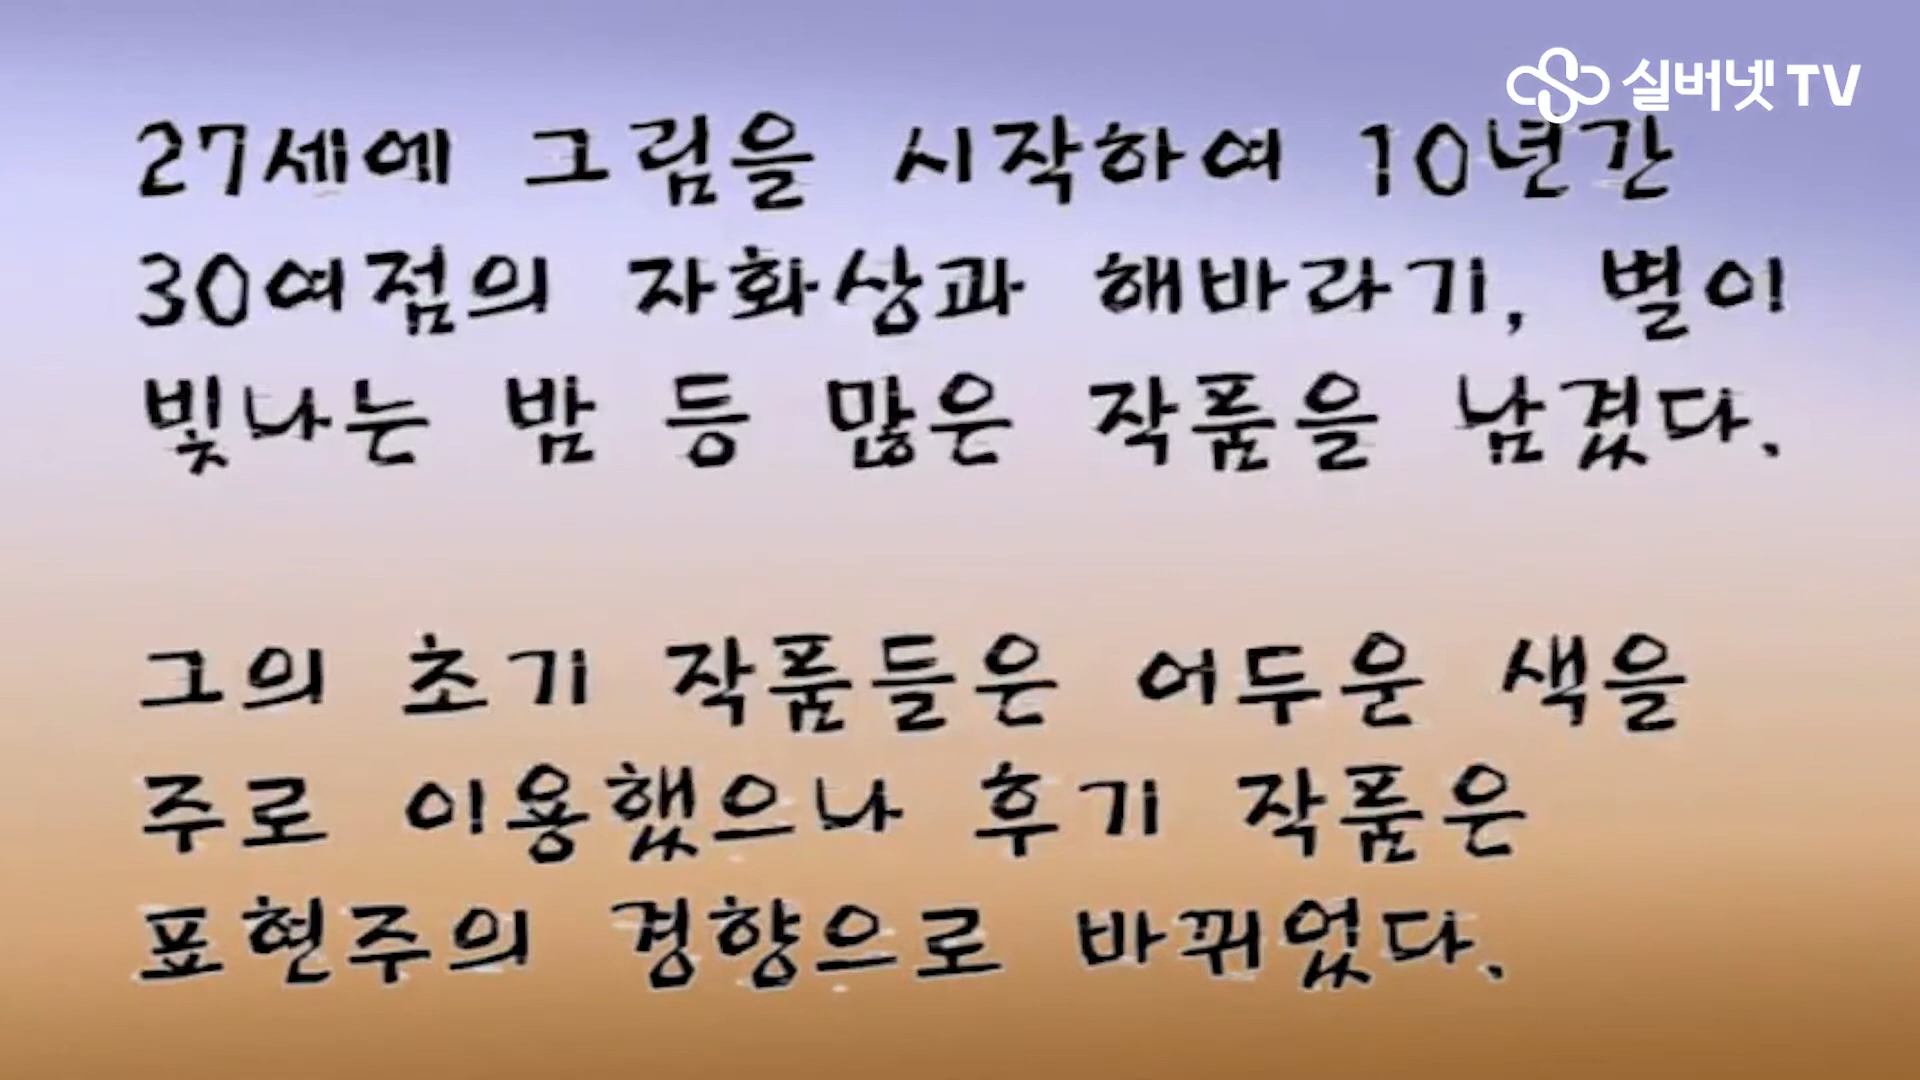 실버넷 TV
27세에 그림을 시작하여 10년간
30여점의 자화상과 해바라기, 별이
빛나는 밤 등 많은 작품을 남겼다.
그의 초기 작품들은 어두운 색을
주로 이용했으나 후기 작품은
표현주의 경향으로 바뀌었다.